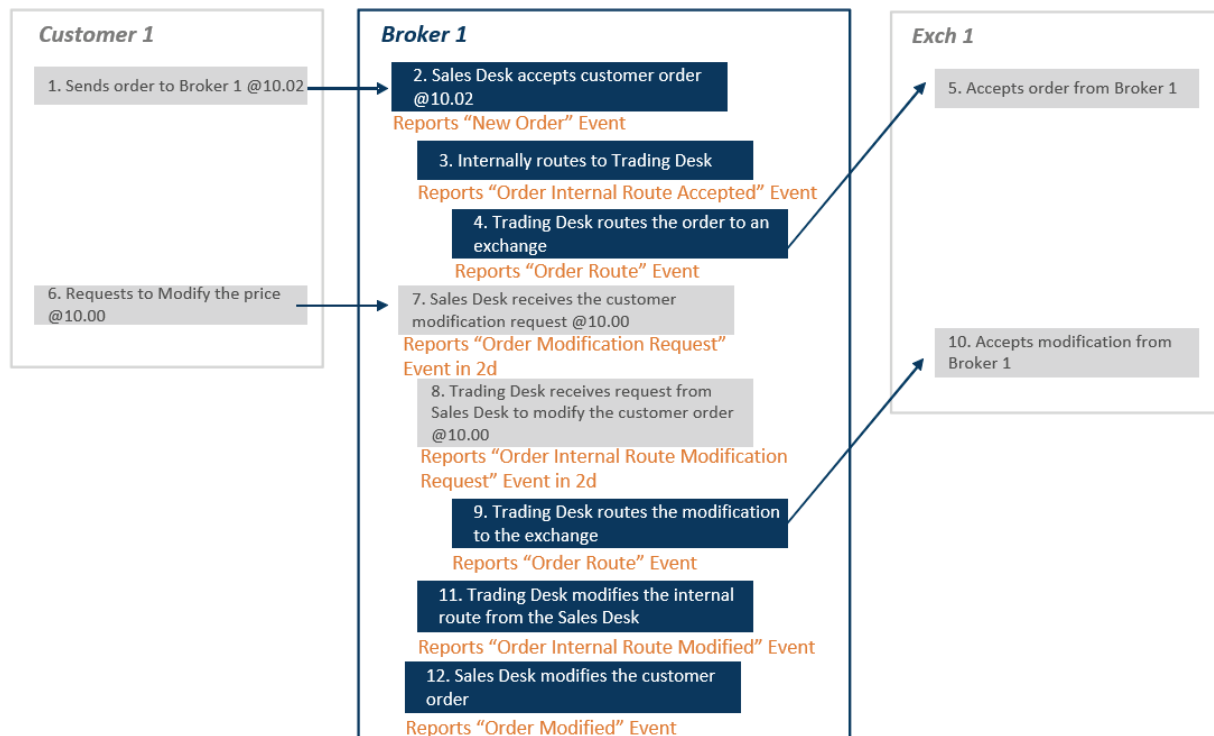 Customer 1
1. Sends order to Broker 1 @10.02
6. Requests to Modify the price
@10.00
Broker 1
2. Sales Desk accepts customer order
@10.02
Reports “New Order” Event
3. Internally routes to Trading Desk
Reports “Order Internal Route Accepted” Event
4. Trading Desk routes the order to an
exchange
Reports “Order Route” Event
7. Sales Desk receives the customer
modification request @10.00
Reports “Order Modification Request”
Event in 2d
8. Trading Desk receives request from
Sales Desk to modify the customer order
@10.00
Reports “Order Internal Route Modification
Request” Event in 2d
9. Trading Desk routes the modification
to the exchange
Reports “Order Route” Event
11. Trading Desk modifies the internal
route from the Sales Desk
Reports “Order Internal Route Modified” Event
12. Sales Desk modifies the customer
order
Reports “Order Modified” Event
Exch 1
5. Accepts order from Broker 1
10. Accepts modification from
Broker 1